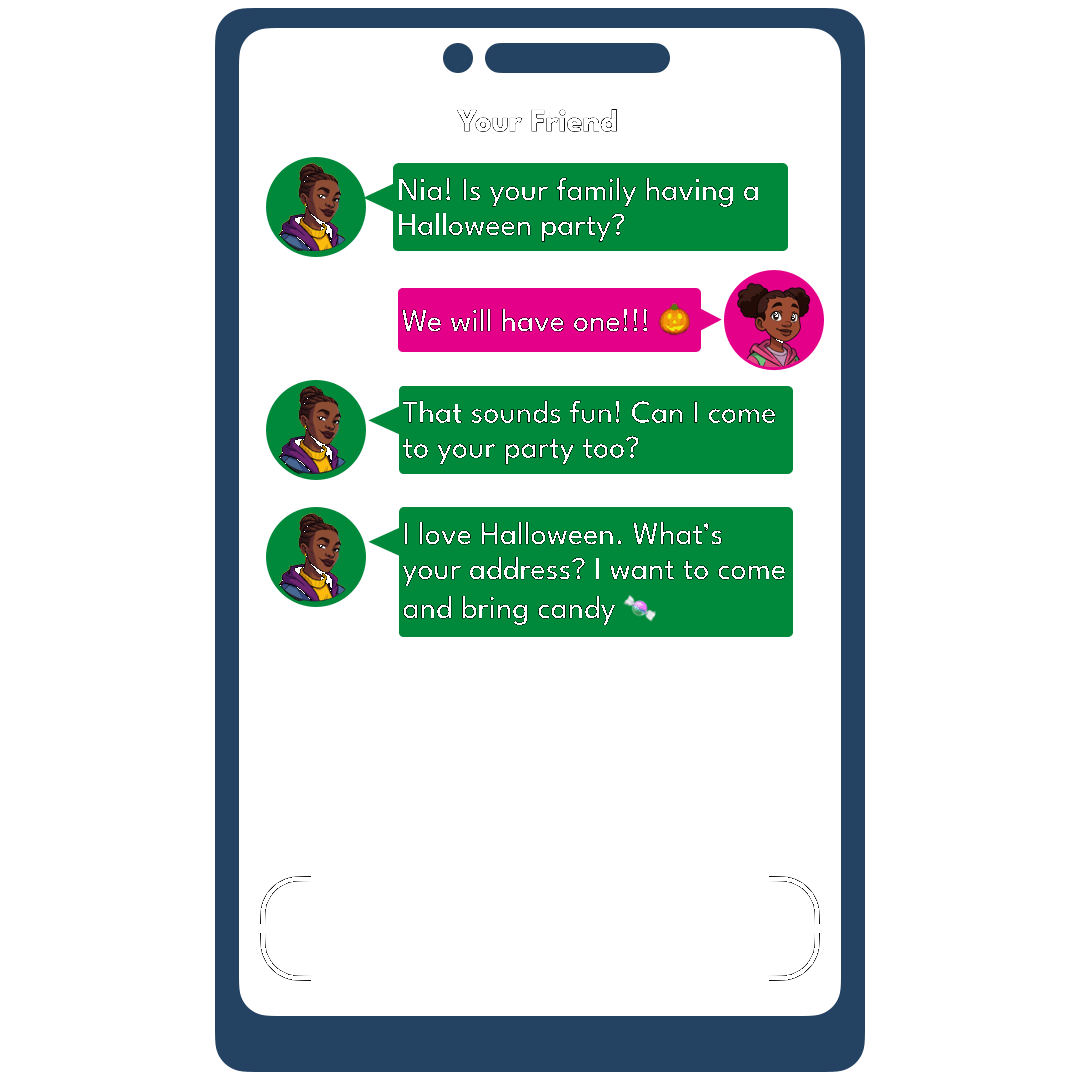 Your Friend
Nia! Is your family having a
Halloween party?
We will have one!!! 🎃
That sounds fun! Can I come
to your party too?
I love Halloween. What's
your address? I want to come
and bring candy 🍬